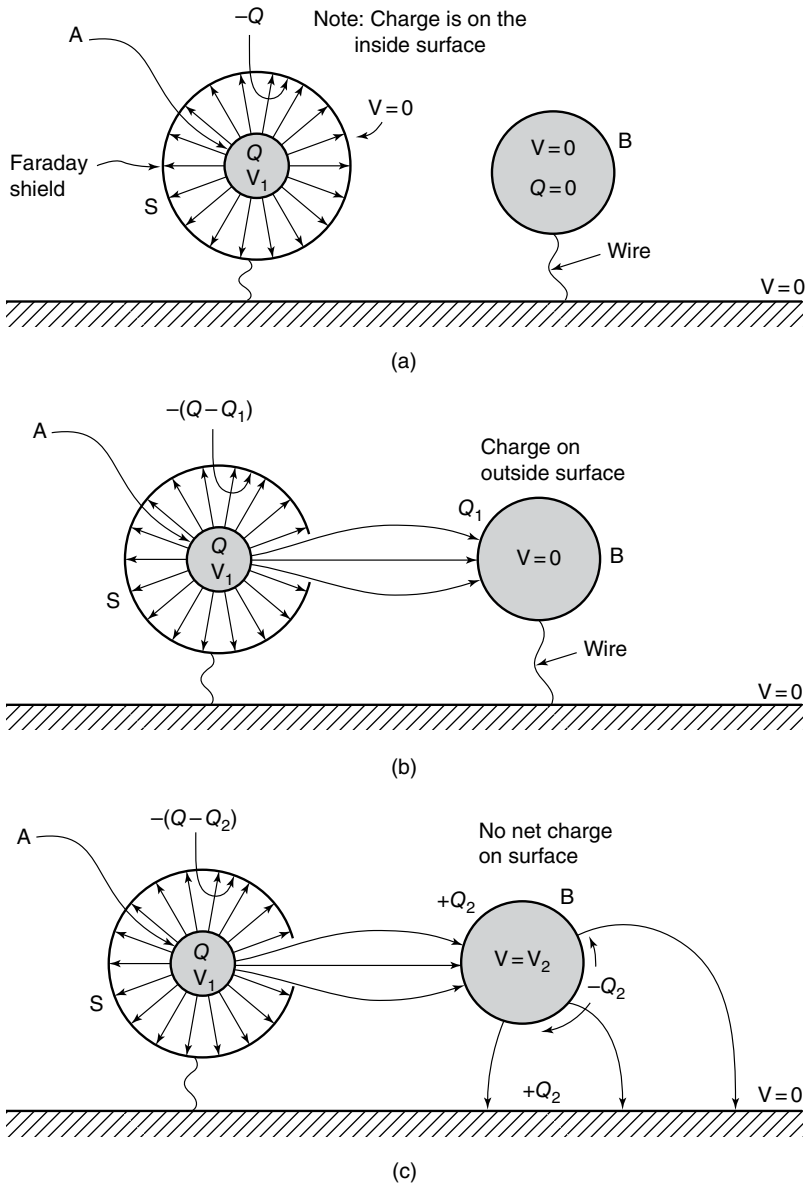 −Q
Note: Charge is on the
inside surface
A
V=0
Faraday
shield
Q
V₁
S
V=0
Q=0
B
Wire
V=0
(a)
−(Q−Q₁)
A
Charge on
outside surface
Q₁
Q
V₁
V=0
B
S
Wire
V=0
(b)
−(Q−Q₂)
A
No net charge
on surface
+Q₂
B
Q
V₁
V=V₂
−Q₂
S
+Q₂
V=0
(c)